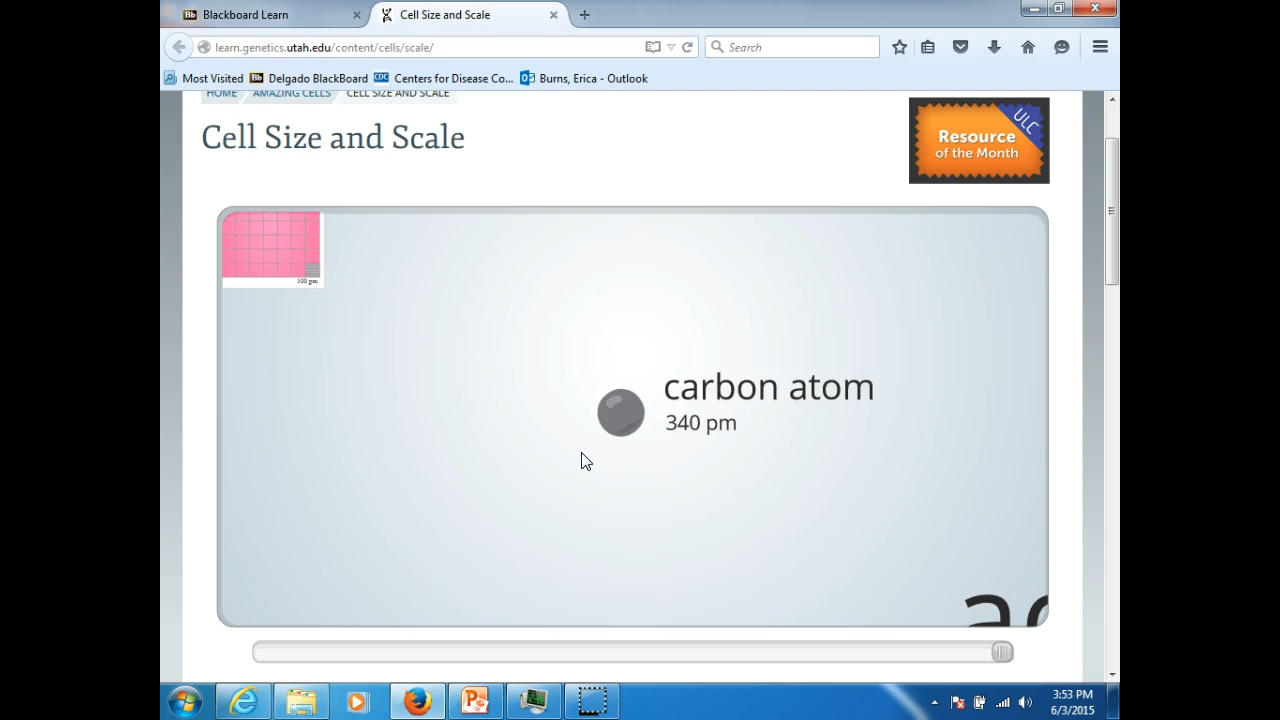 Blackboard Learn
Cell Size and Scale
learn.genetics.utah.edu/content/cells/scale/
Search
Most Visited
Delgado BlackBoard
Centers for Disease Co...
Burns, Erica - Outlook
HOME
AMAZING CELLS
CELL SIZE AND SCALE
Cell Size and Scale
ULC
Resource
of the Month
100 pm
carbon atom
340 pm
3:53 PM
6/3/2015